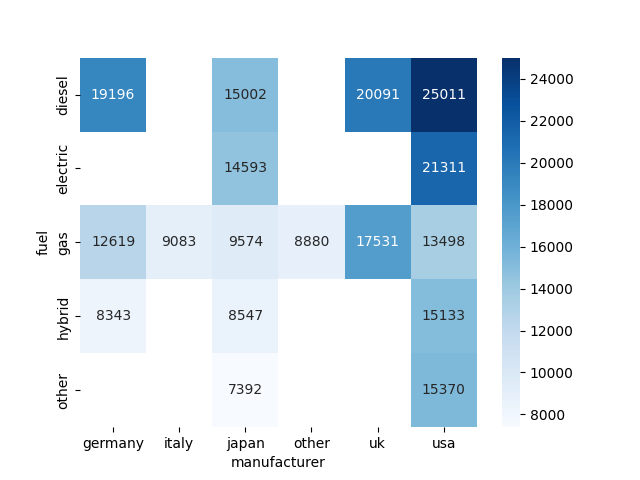 24000
diesel
19196
15002
20091
25011
22000
electric
14593
21311
20000
18000
fuel
gas
12619
9083
9574
8880
17531
13498
16000
14000
hybrid
8343
8547
15133
12000
10000
other
7392
15370
8000
germany
italy
japan
other
uk
usa
manufacturer